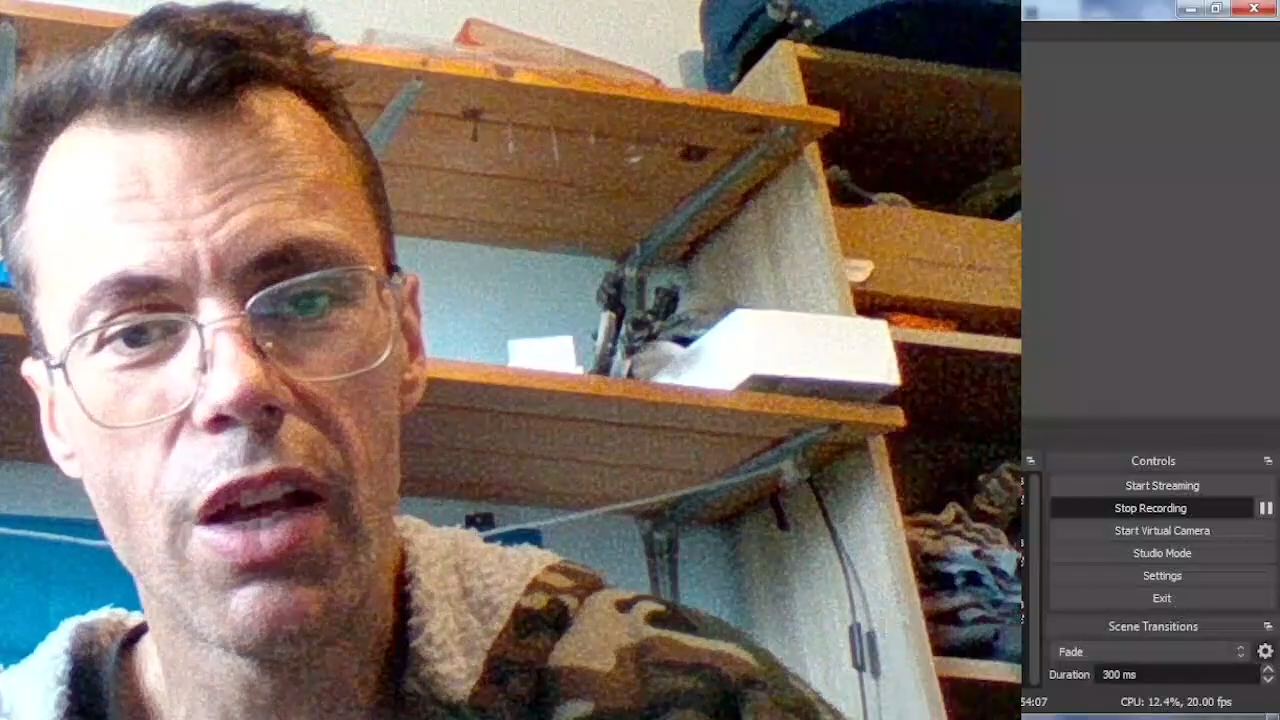 Controls
Start Streaming
Stop Recording
Start Virtual Camera
Studio Mode
Settings
Exit
Scene Transitions
Fade
Duration 300 ms
54:07 CPU: 12.4%, 20.00 fps